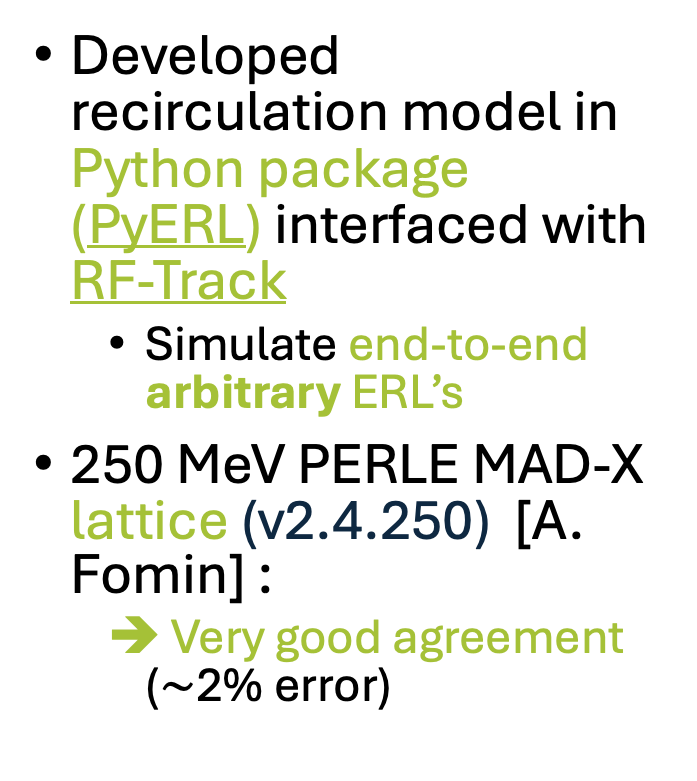 • Developed
recirculation model in
Python package
(PyERL) interfaced with
RF-Track
• Simulate end-to-end
arbitrary ERL’s
• 250 MeV PERLE MAD-X
lattice (v2.4.250) [A.
Fomin] :
➔ Very good agreement
(~2% error)